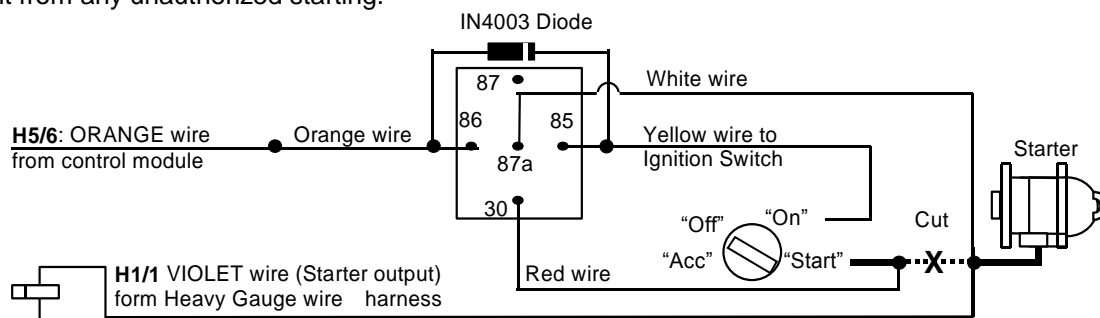 t from any unauthorized starting.
IN4003 Diode
87
White wire
86
85
H5/6: ORANGE wire
from control module
Orange wire
Yellow wire to
Ignition Switch
87a
Starter
30
"Off"
"On"
Cut
"Acc"
"Start"
X
H1/1 VIOLET wire (Starter output)
form Heavy Gauge wire harness
Red wire